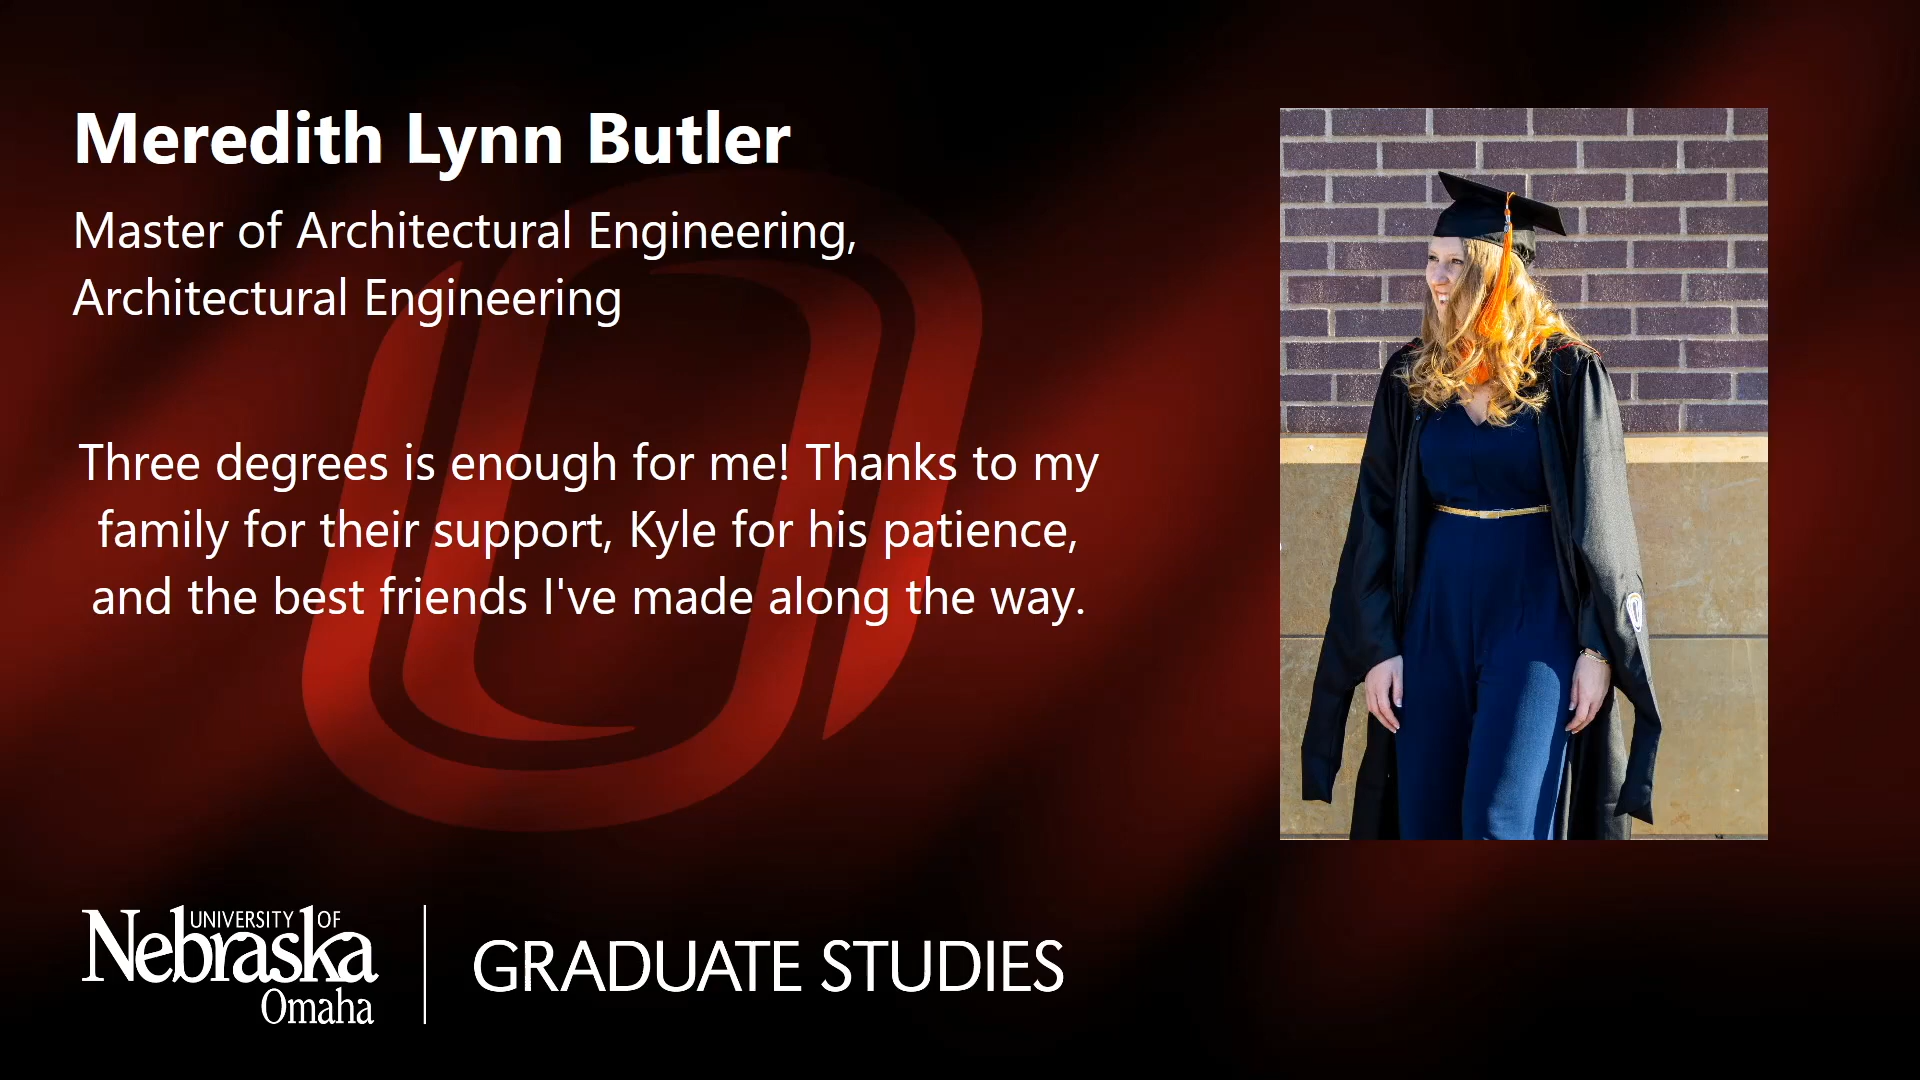 Meredith Lynn Butler
Master of Architectural Engineering,
Architectural Engineering
Three degrees is enough for me! Thanks to my
family for their support, Kyle for his patience,
and the best friends I've made along the way.
UNIVERSITY OF
Nebraska
Omaha
GRADUATE STUDIES